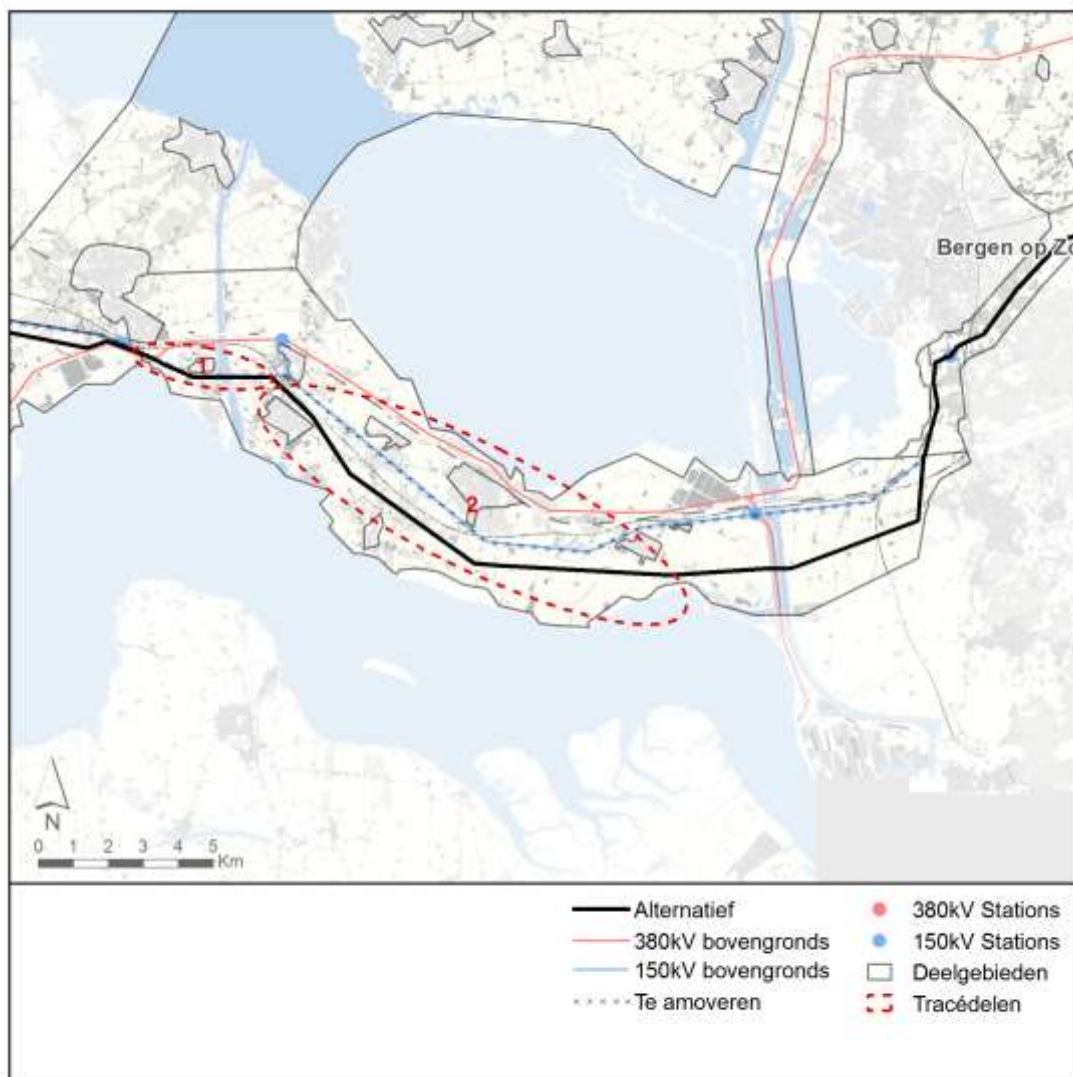 Bergen op Zo
1
2
N
0 1 2 3 4 5
Km
Alternatief
380kV bovengronds
150kV bovengronds
Te amoveren
380kV Stations
150kV Stations
Deelgebieden
Tracédelen